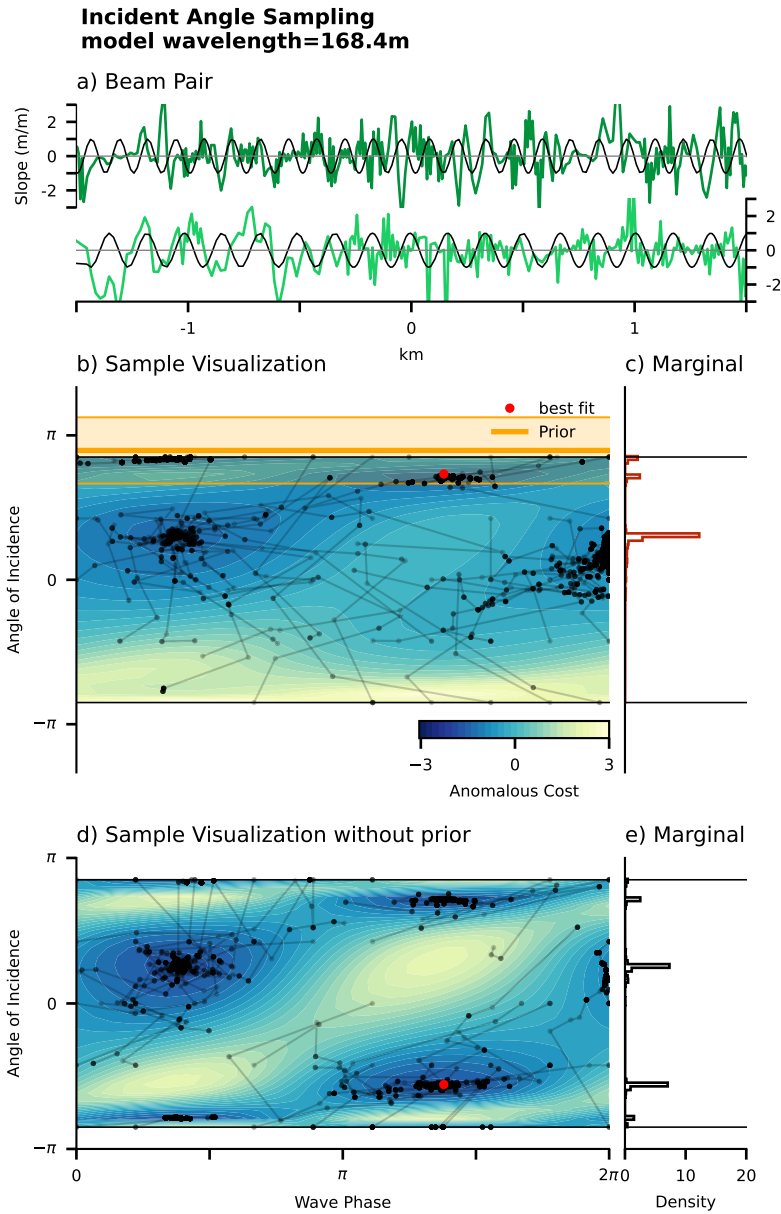 Incident Angle Sampling
model wavelength=168.4m
a) Beam Pair
Slope (m/m)
2
0
-2
2
0
-2
-1
0
1
km
b) Sample Visualization
c) Marginal
best fit
Prior
Angle of Incidence
π
0
−π
−3
0
3
Anomalous Cost
d) Sample Visualization without prior
e) Marginal
Angle of Incidence
π
0
−π
0
π
2π
0
10
20
Wave Phase
Density